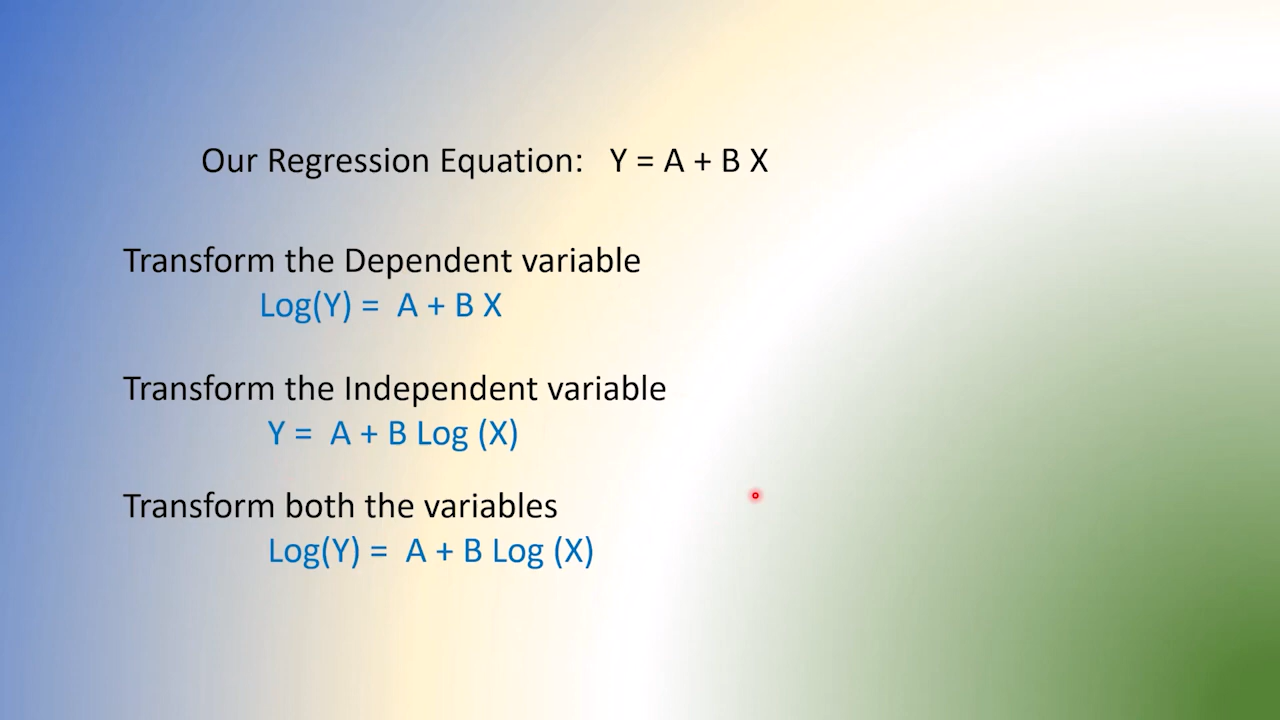 Our Regression Equation:   Y = A + B X
Transform the Dependent variable
Log(Y) =  A + B X
Transform the Independent variable
Y =  A + B Log (X)
Transform both the variables
Log(Y) =  A + B Log (X)